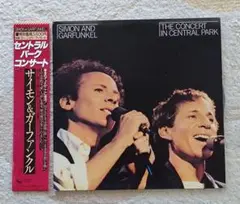 SIMON AND
GARFUNKEL
THE CONCERT
IN CENTRAL PARK
セントラル
パーク
コンサート
サイモン&ガーファンクル